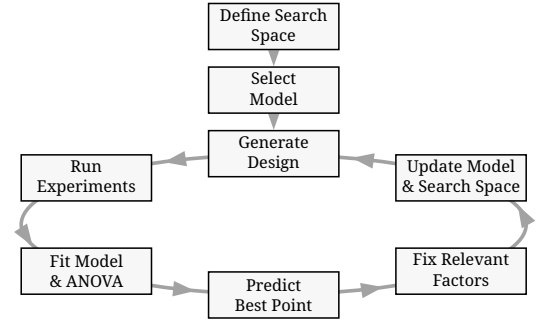 Define Search
Space
Select
Model
Generate
Design
Run
Experiments
Update Model
& Search Space
Fit Model
& ANOVA
Fix Relevant
Factors
Predict
Best Point